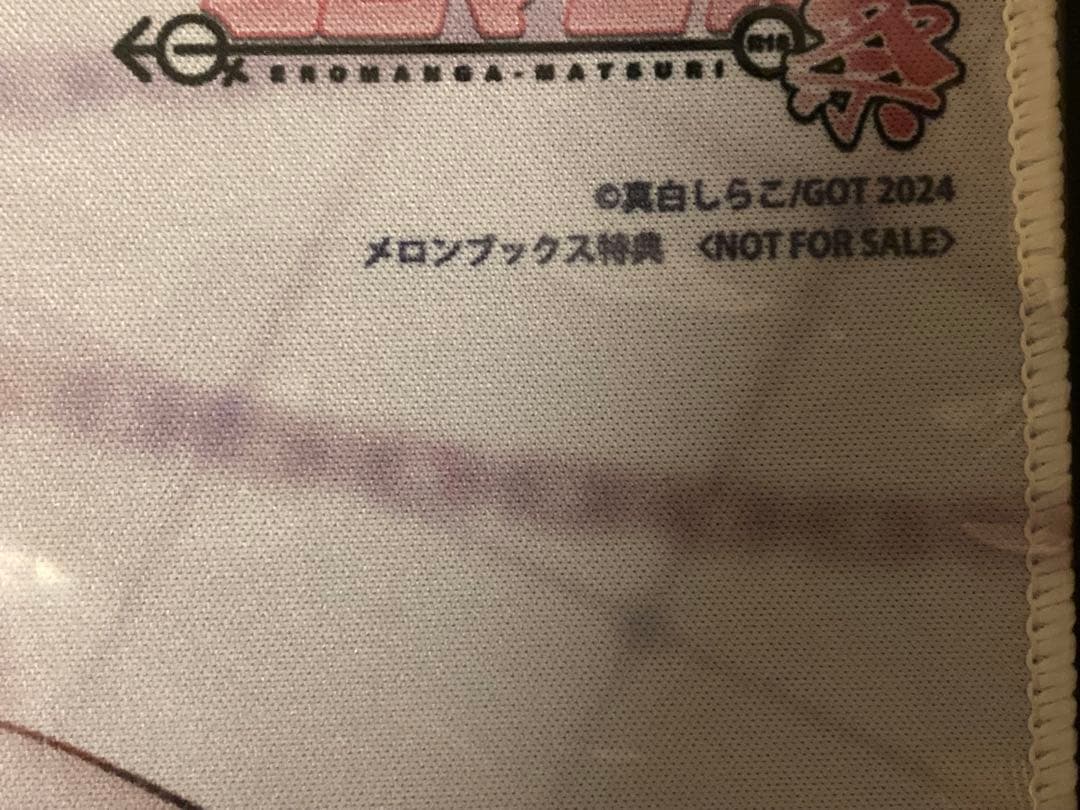 R18 祭
EROMANGA-MATSURI
©真白しらこ/GOT 2024
メロンブックス特典 <NOT FOR SALE>